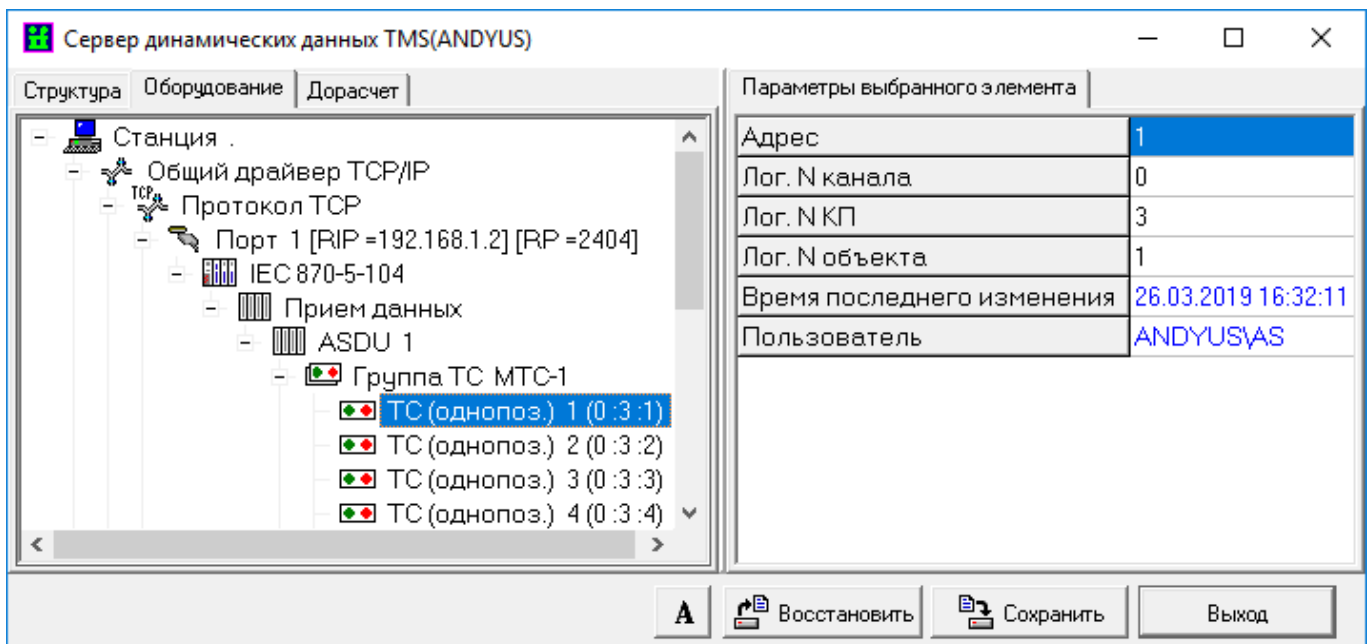 Сервер динамических данных TMS(ANDYUS)
Структура Оборудование Дорасчет
Станция .
Общий драйвер TCP/IP
TCP Протокол TCP
Порт 1 [RIP =192.168.1.2] [RP =2404]
IEC 870-5-104
Прием данных
ASDU 1
Группа ТС МТС-1
ТС (однопоз.) 1 (0 :3 :1)
ТС (однопоз.) 2 (0 :3 :2)
ТС (однопоз.) 3 (0 :3 :3)
ТС (однопоз.) 4 (0 :3 :4)
Параметры выбранного элемента
Адрес 1
Лог. N канала 0
Лог. N КП 3
Лог. N объекта 1
Время последнего изменения 26.03.2019 16:32:11
Пользователь ANDYUS\AS
A Восстановить Сохранить Выход